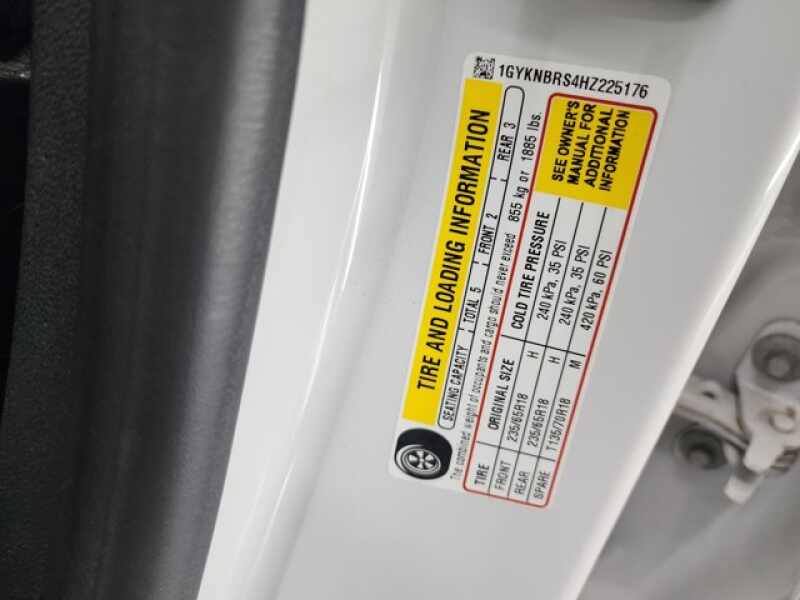 1GYKNBRS4HZ225176
TIRE AND LOADING INFORMATION
SEATING CAPACITY TOTAL 5 FRONT 2 REAR 3
The combined weight of occupants and cargo should never exceed 855 kg or 1885 lbs.
TIRE ORIGINAL SIZE COLD TIRE PRESSURE
FRONT 235/65R18 H 240 kPa, 35 PSI
REAR 235/65R18 H 240 kPa, 35 PSI
SPARE T135/70R18 M 420 kPa, 60 PSI
SEE OWNER'S
MANUAL FOR
ADDITIONAL
INFORMATION